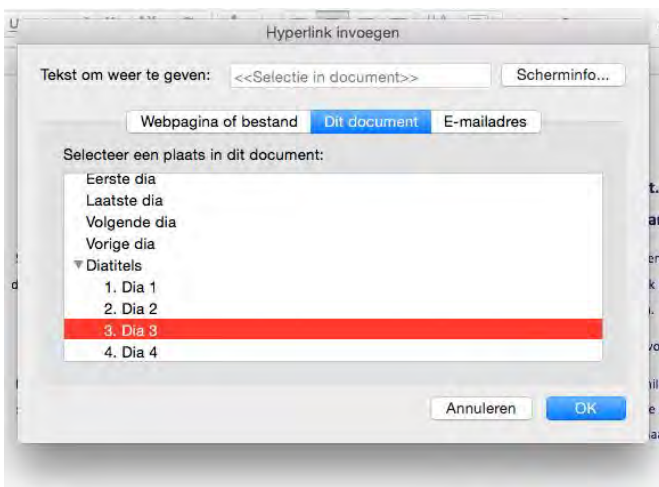 Hyperlink invoegen
Tekst om weer te geven: <<Selectie in document>> Scherminfo...
Webpagina of bestand Dit document E-mailadres
Selecteer een plaats in dit document:
Eerste dia
Laatste dia
Volgende dia
Vorige dia
Diatitels
1. Dia 1
2. Dia 2
3. Dia 3
4. Dia 4
Annuleren OK